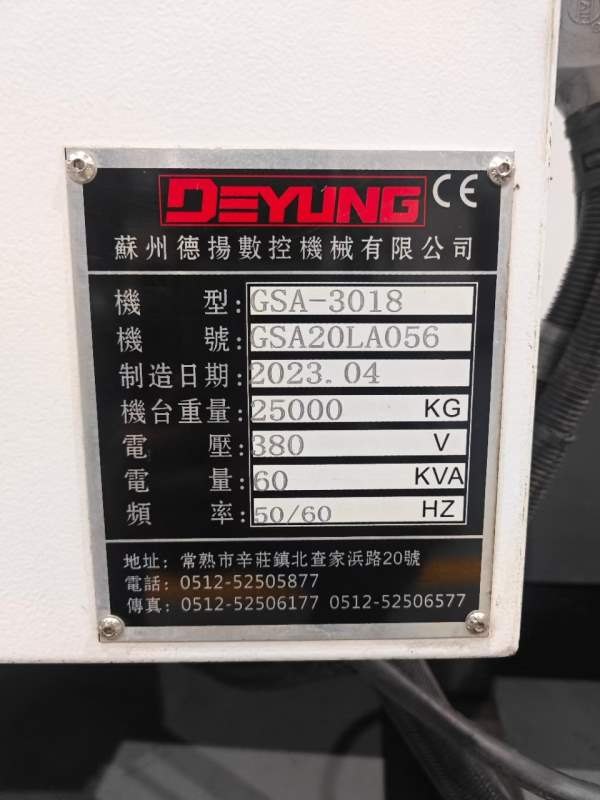 DEYUNG CE
蘇州德揚數控機械有限公司
機 型:GSA-3018
機 號:GSA20LA056
制造日期:2023.04
機台重量:25000 KG
電 壓:380 V
電 量:60 KVA
頻 率:50/60 HZ
地址: 常熟市辛莊鎮北查家浜路20號
電話: 0512-52505877
傳真: 0512-52506177 0512-52506577